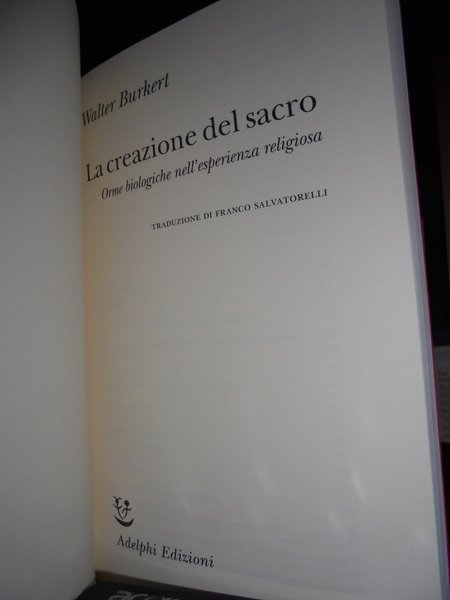 Walter Burkert
La creazione del sacro
Orme biologiche nell'esperienza religiosa
TRADUZIONE DI FRANCO SALVATORELLI
Adelphi Edizioni